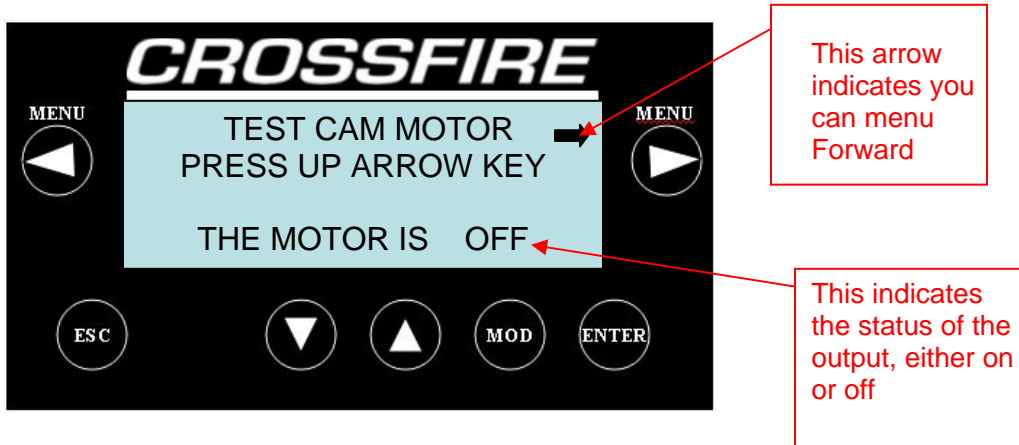 CROSSFIRE
MENU
MENU
TEST CAM MOTOR
PRESS UP ARROW KEY
THE MOTOR IS OFF
ESC
MOD
ENTER
This arrow
indicates you
can menu
Forward
This indicates
the status of the
output, either on
or off